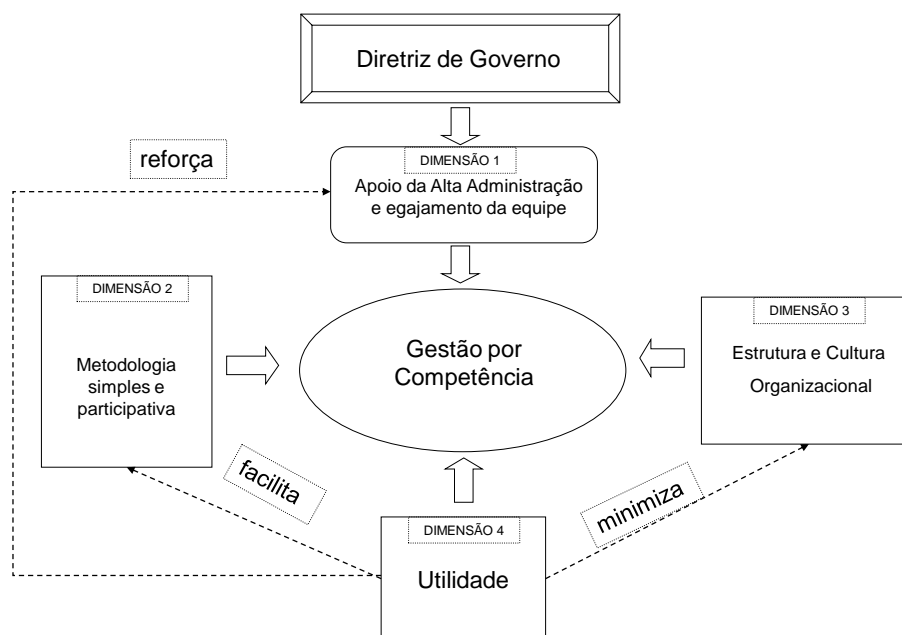 Diretriz de Governo
reforça
DIMENSÃO 1
Apoio da Alta Administração
e egajamento da equipe
DIMENSÃO 2
Metodologia
simples e
participativa
Gestão por
Competência
DIMENSÃO 3
Estrutura e Cultura
Organizacional
facilita
minimiza
DIMENSÃO 4
Utilidade